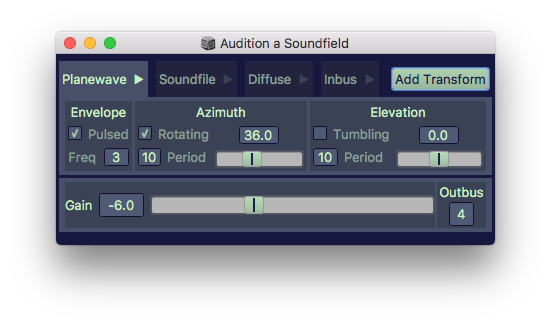 Audition a Soundfield
Planewave ▶ Soundfile ▶ Diffuse ▶ Inbus ▶ Add Transform
Envelope Azimuth Elevation
Pulsed Rotating 36.0 Tumbling 0.0
Freq 3 10 Period 10 Period
Outbus
Gain -6.0 4